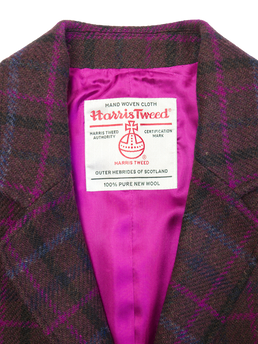 HAND WOVEN CLOTH
Harris Tweed
HARRIS TWEED CERTIFICATION
AUTHORITY MARK
®
HARRIS TWEED
OUTER HEBRIDES OF SCOTLAND
100% PURE NEW WOOL